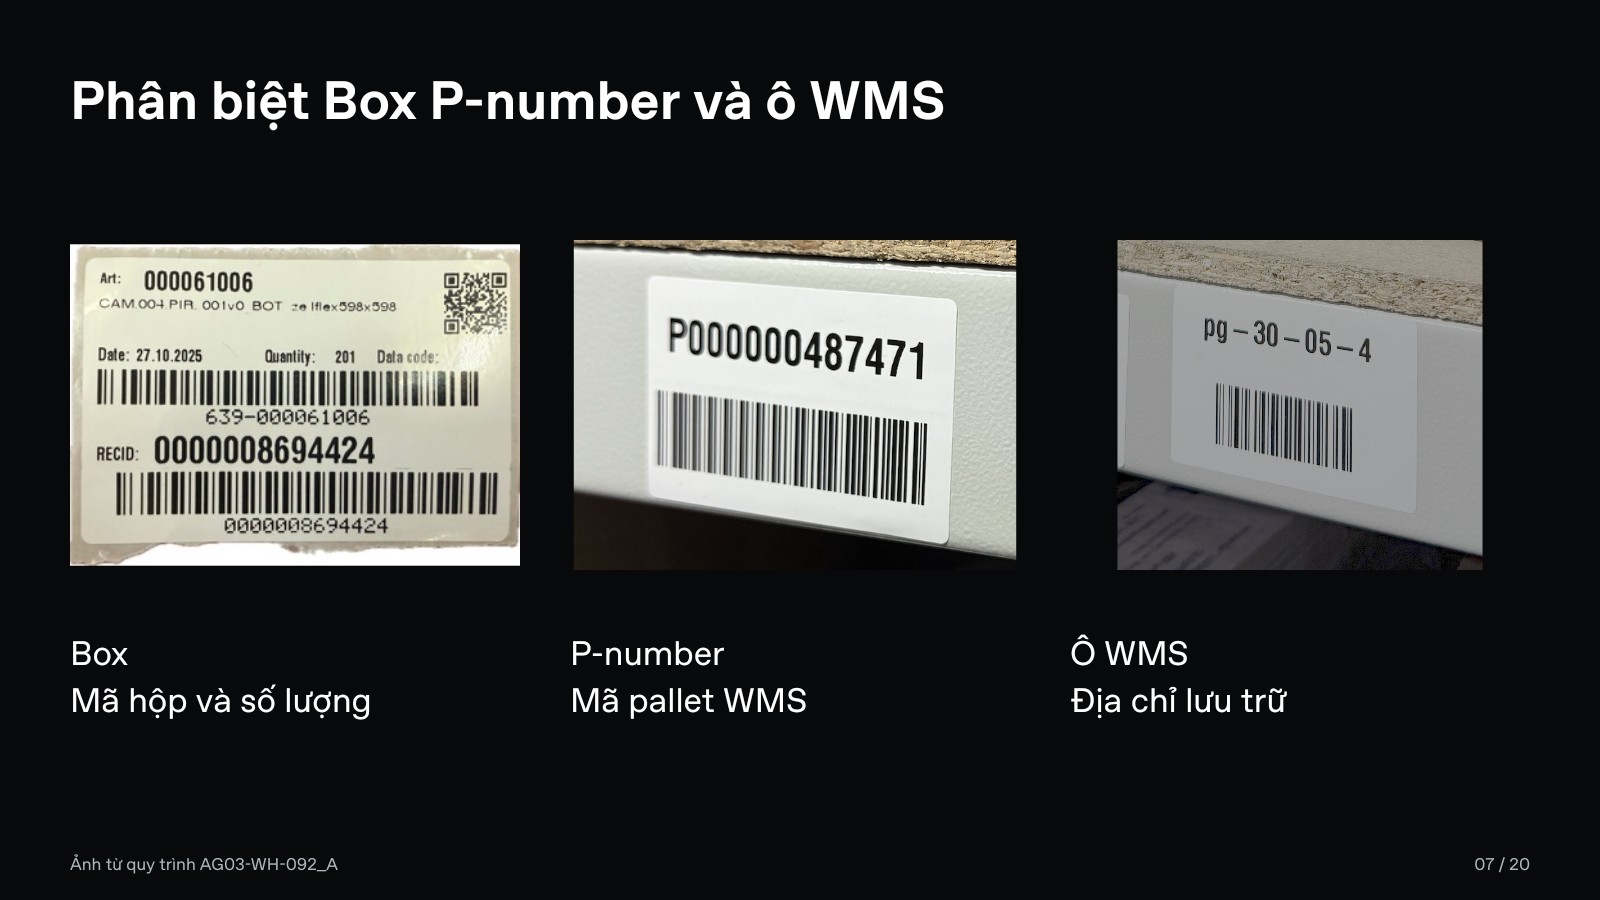 Phân biệt Box P-number và ô WMS
Art: 000061006
CAM.004.PIR. 001v0 BOT ze lflex598x598
Date: 27.10.2025 Quantity: 201 Data code:
639-000061006
RECID: 0000008694424
0000008694424
P000000487471
pg – 30 – 05 – 4
Box
Mã hộp và số lượng
P-number
Mã pallet WMS
Ô WMS
Địa chỉ lưu trữ
Ảnh từ quy trình AG03-WH-092_A
07 / 20